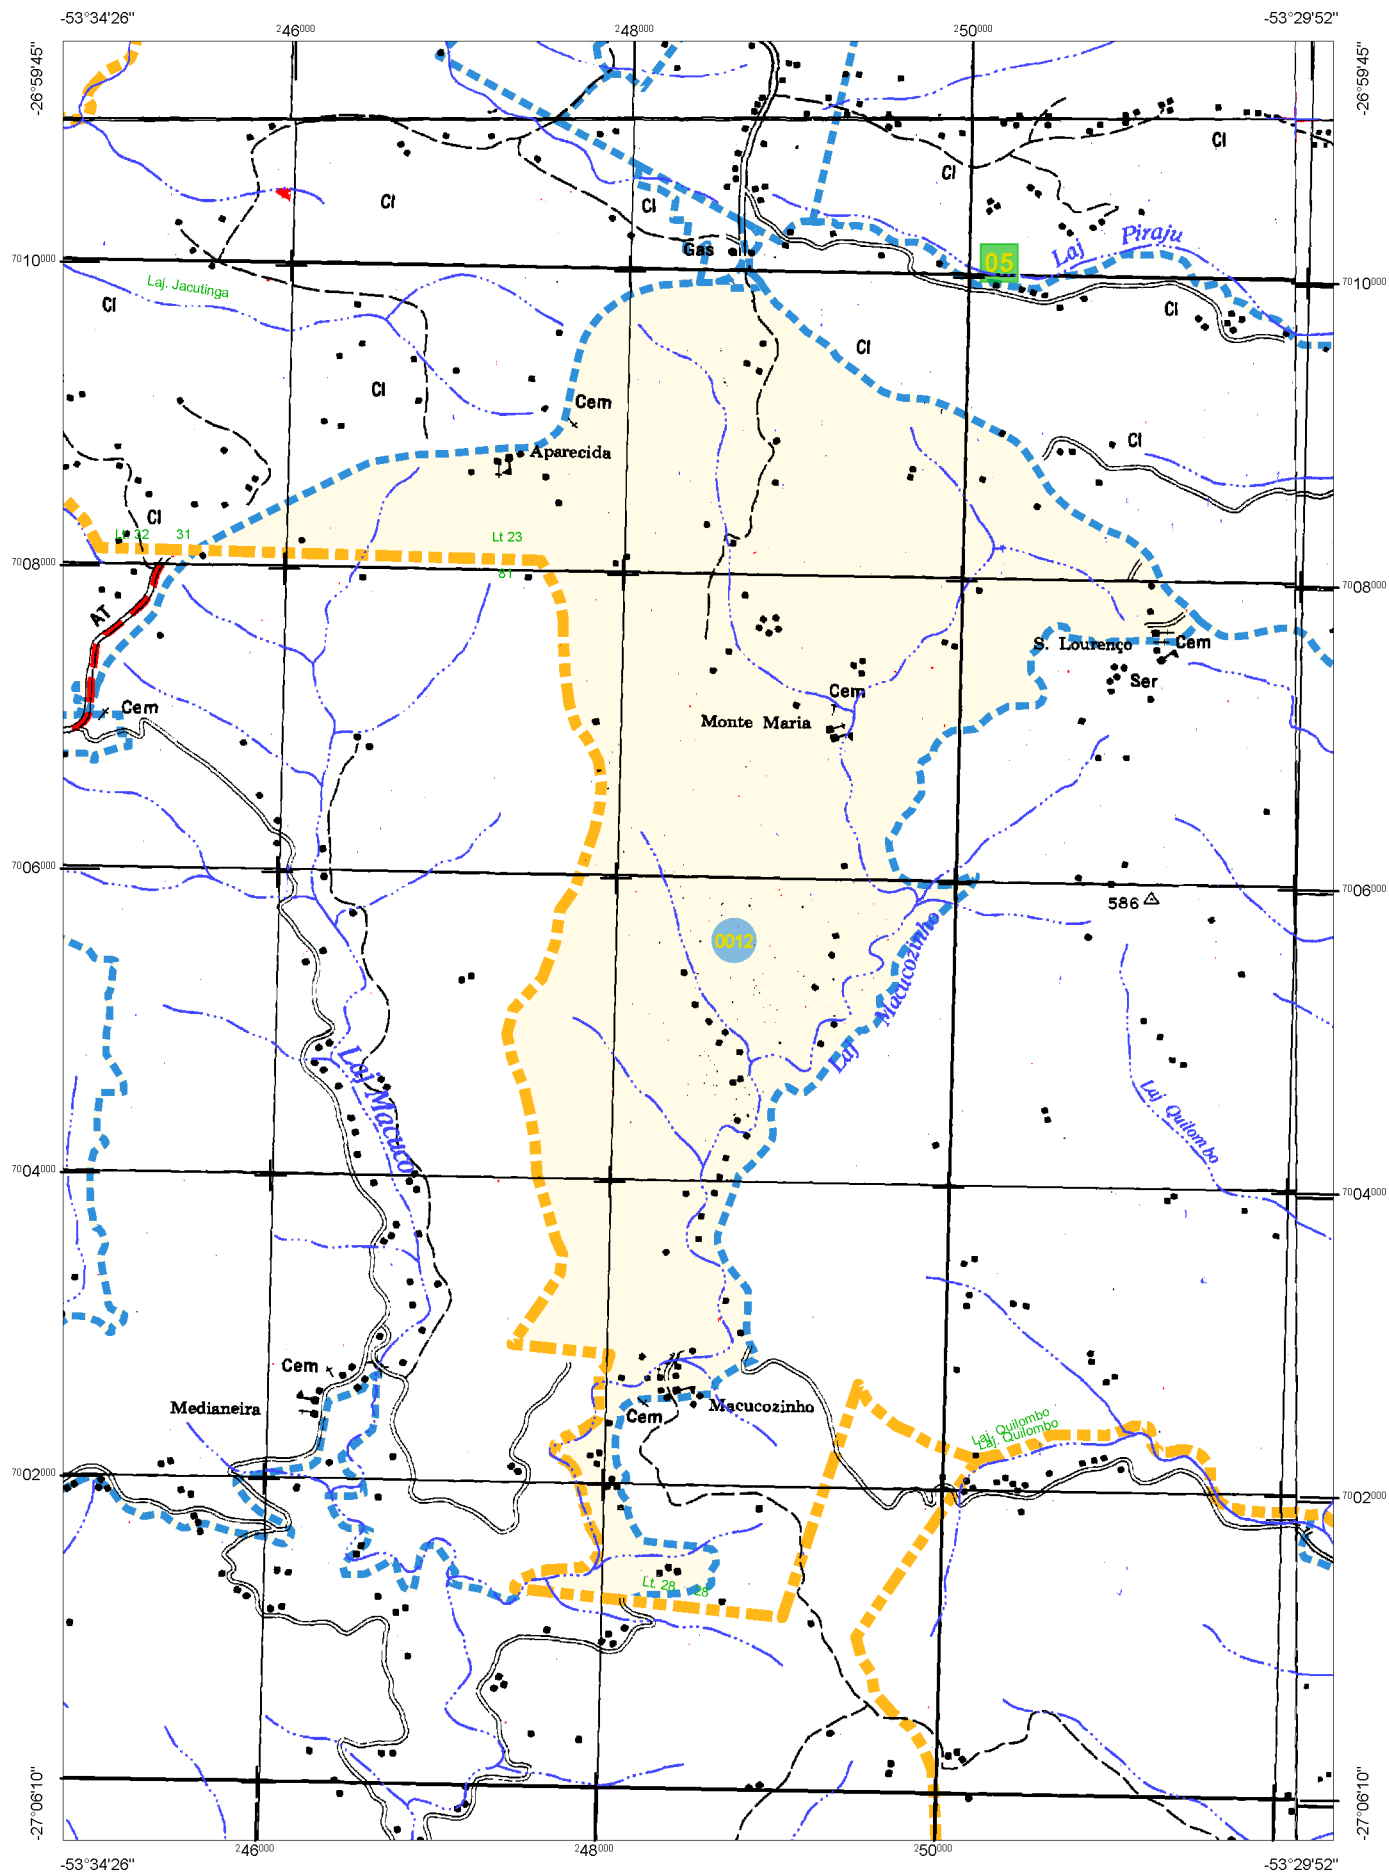 -53°34'26"
246000
248000
250000
-53°29'52"
-26°59'45"
-26°59'45"
Cl
Cl
Cl
Cl
Gas
Laj Piraju
05
7010000
7010000
Laj. Jacutinga
Cl
Cl
Cl
Cl
Cem
Cl
Aparecida
Cl
Lt. 32
31
Lt 23
81
7008000
7008000
AT
S. Lourenço
Cem
Ser
Cem
Cem
Monte Maria
7006000
7006000
586
0012
Laj Macucozinho
Laj Macuco
Laj Quilombo
7004000
7004000
Cem
Medianeira
Cem
Macucozinho
Laj. Quilombo
Laj. Quilombo
7002000
7002000
Lt. 28
28
-27°06'10"
-27°06'10"
-53°34'26"
246000
248000
250000
-53°29'52"